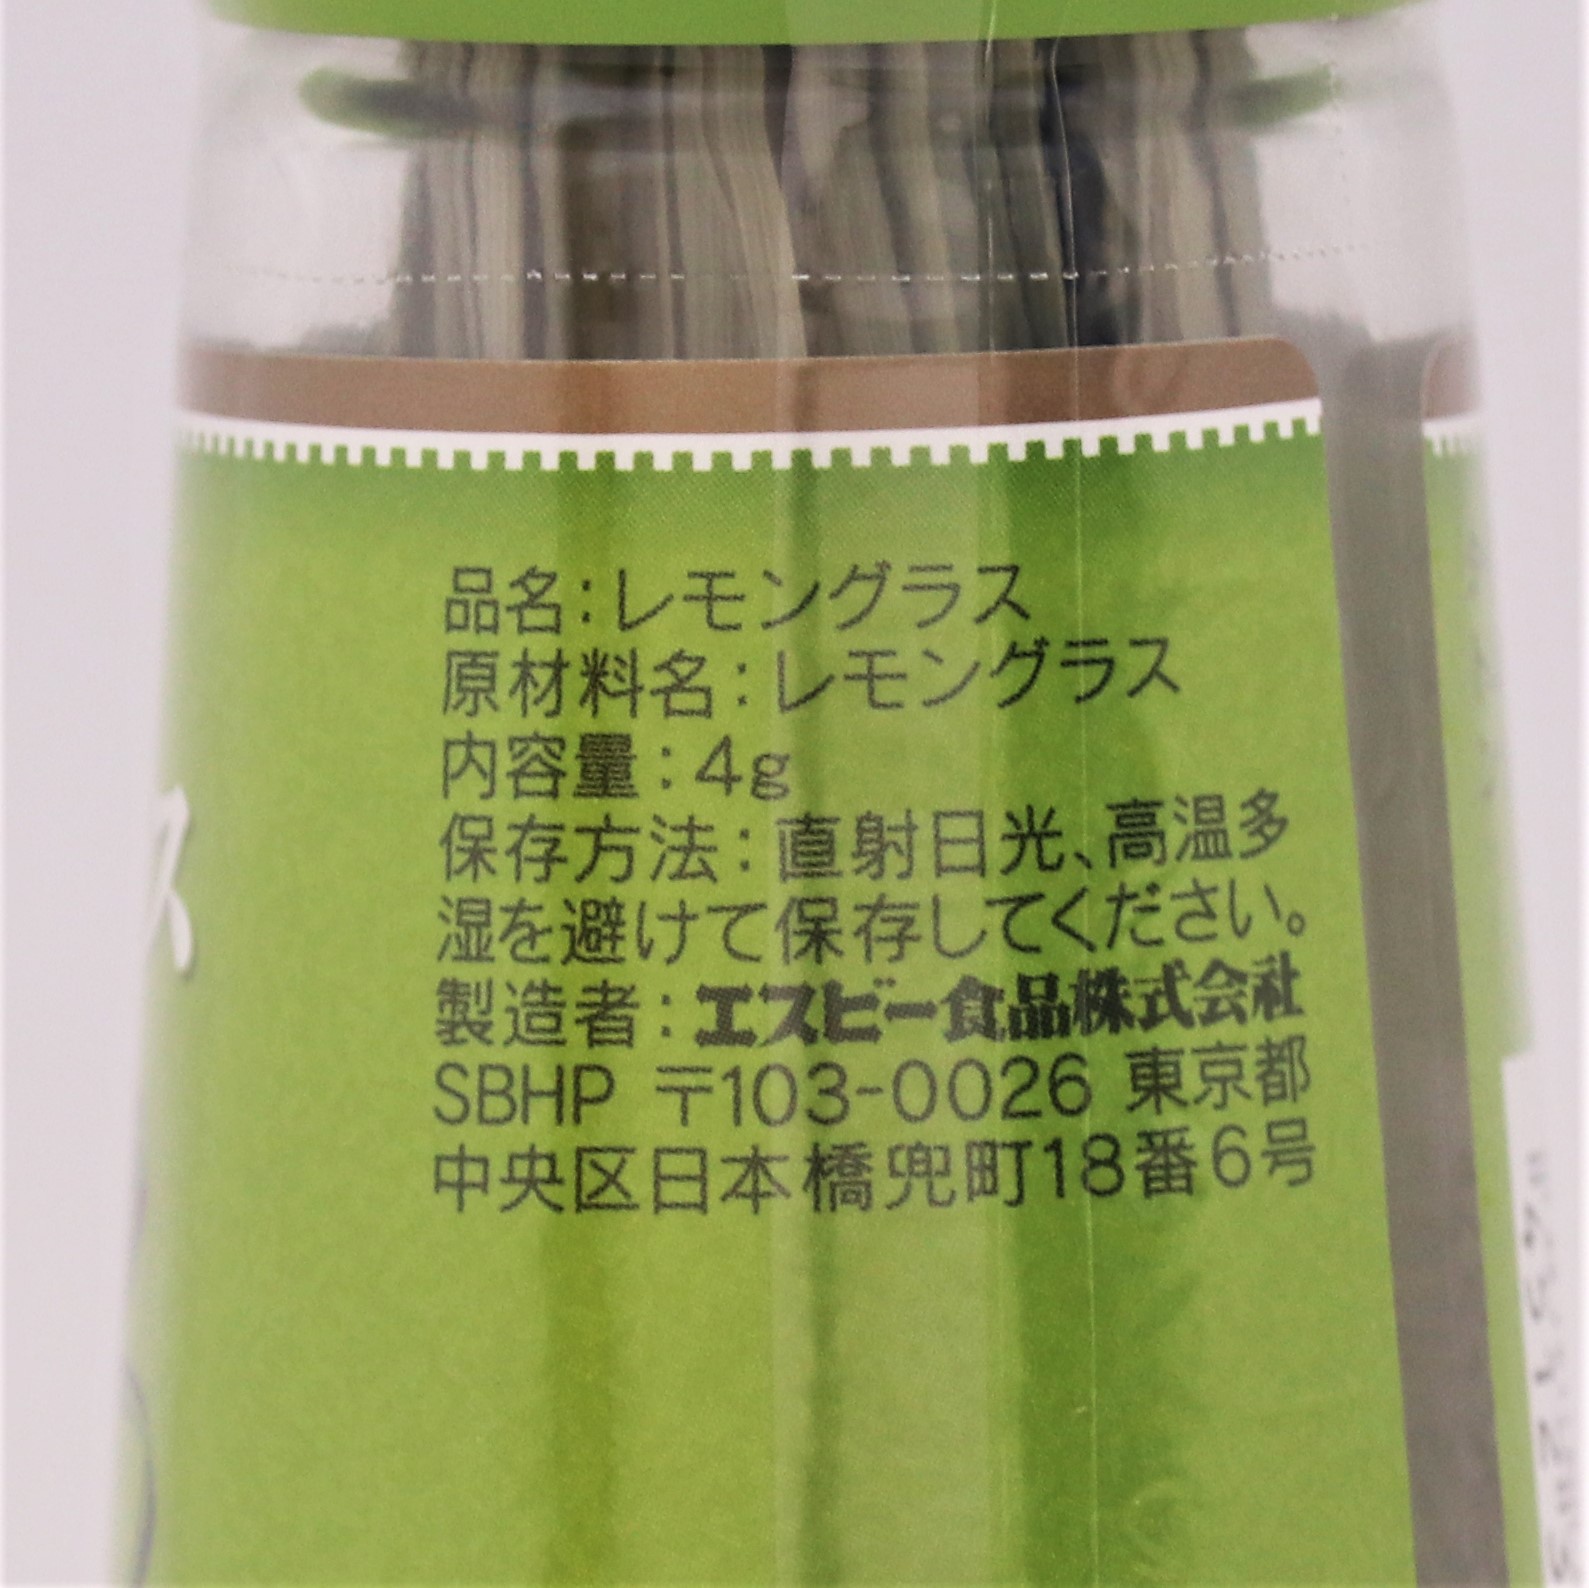 品名：レモングラス
原材料名：レモングラス
内容量：4g
保存方法：直射日光、高温多
湿を避けて保存してください。
製造者：エスビー食品株式会社
SBHP 〒103-0026 東京都
中央区日本橋兜町18番6号
ス